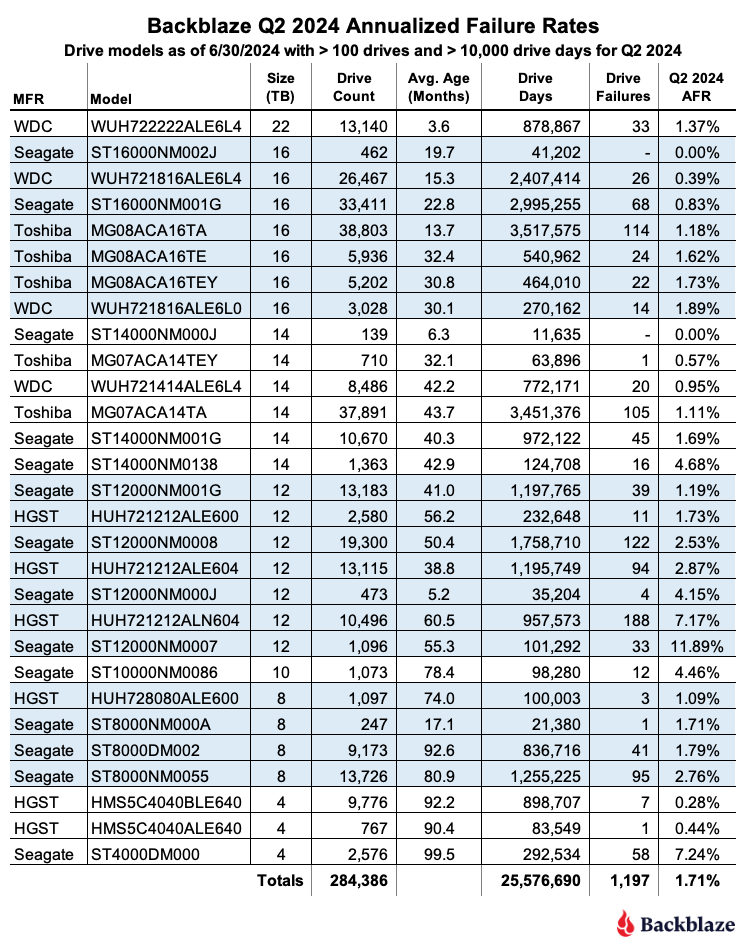 Backblaze Q2 2024 Annualized Failure Rates
Drive models as of 6/30/2024 with > 100 drives and > 10,000 drive days for Q2 2024
MFR Model Size (TB) Drive Count Avg. Age (Months) Drive Days Drive Failures Q2 2024 AFR
WDC WUH722222ALE6L4 22 13,140 3.6 878,867 33 1.37%
Seagate ST16000NM002J 16 462 19.7 41,202 - 0.00%
WDC WUH721816ALE6L4 16 26,467 15.3 2,407,414 26 0.39%
Seagate ST16000NM001G 16 33,411 22.8 2,995,255 68 0.83%
Toshiba MG08ACA16TA 16 38,803 13.7 3,517,575 114 1.18%
Toshiba MG08ACA16TE 16 5,936 32.4 540,962 24 1.62%
Toshiba MG08ACA16TEY 16 5,202 30.8 464,010 22 1.73%
WDC WUH721816ALE6L0 16 3,028 30.1 270,162 14 1.89%
Seagate ST14000NM000J 14 139 6.3 11,635 - 0.00%
Toshiba MG07ACA14TEY 14 710 32.1 63,896 1 0.57%
WDC WUH721414ALE6L4 14 8,486 42.2 772,171 20 0.95%
Toshiba MG07ACA14TA 14 37,891 43.7 3,451,376 105 1.11%
Seagate ST14000NM001G 14 10,670 40.3 972,122 45 1.69%
Seagate ST14000NM0138 14 1,363 42.9 124,708 16 4.68%
Seagate ST12000NM001G 12 13,183 41.0 1,197,765 39 1.19%
HGST HUH721212ALE600 12 2,580 56.2 232,648 11 1.73%
Seagate ST12000NM0008 12 19,300 50.4 1,758,710 122 2.53%
HGST HUH721212ALE604 12 13,115 38.8 1,195,749 94 2.87%
Seagate ST12000NM000J 12 473 5.2 35,204 4 4.15%
HGST HUH721212ALN604 12 10,496 60.5 957,573 188 7.17%
Seagate ST12000NM0007 12 1,096 55.3 101,292 33 11.89%
Seagate ST10000NM0086 10 1,073 78.4 98,280 12 4.46%
HGST HUH728080ALE600 8 1,097 74.0 100,003 3 1.09%
Seagate ST8000NM000A 8 247 17.1 21,380 1 1.71%
Seagate ST8000DM002 8 9,173 92.6 836,716 41 1.79%
Seagate ST8000NM0055 8 13,726 80.9 1,255,225 95 2.76%
HGST HMS5C4040BLE640 4 9,776 92.2 898,707 7 0.28%
HGST HMS5C4040ALE640 4 767 90.4 83,549 1 0.44%
Seagate ST4000DM000 4 2,576 99.5 292,534 58 7.24%
Totals 284,386 25,576,690 1,197 1.71%
Backblaze